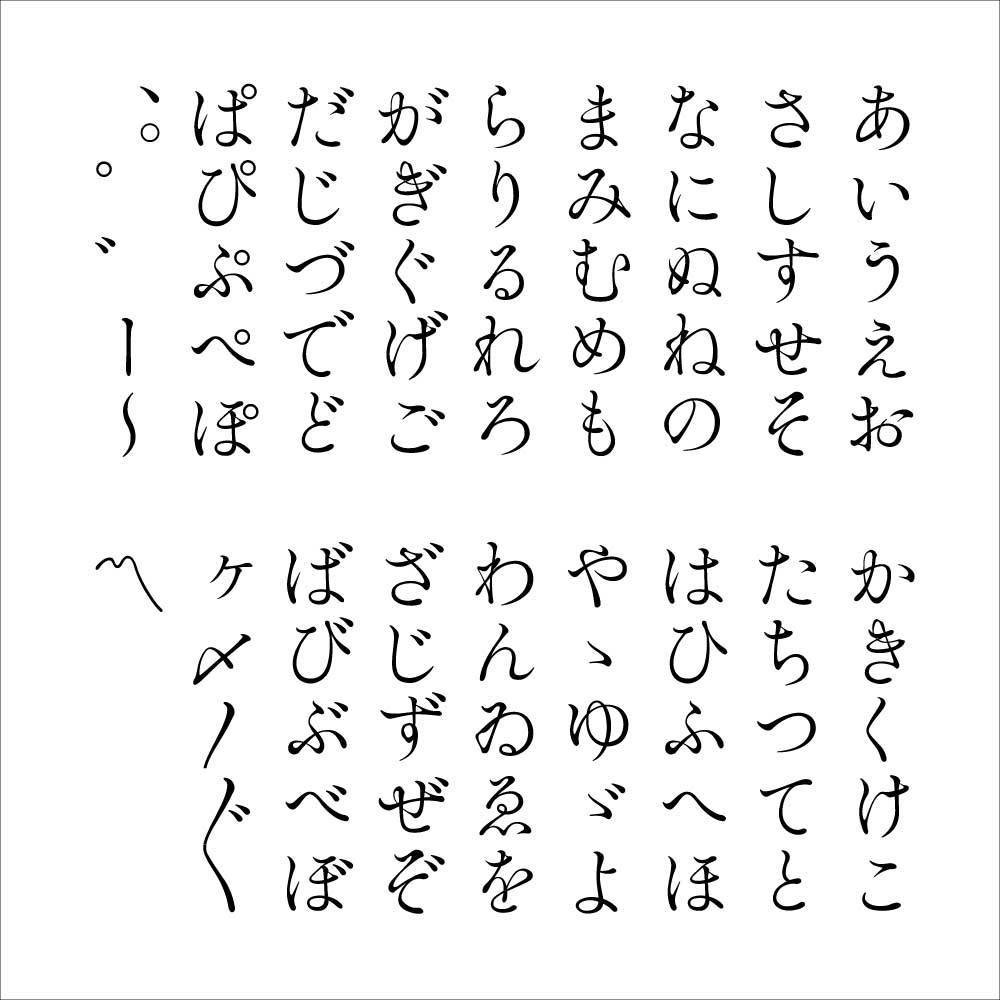 あいうえお
かきくけこ
さしすせそ
たちつてと
なにぬねの
はひふへほ
まみむめも
やゝゆゞよ
らりるれろ
わんゐゑを
がぎぐげご
ざじずぜぞ
だじづでど
ばびぶべぼ
ぱぴぷぺぽ
ヶ〆ノ〲
、。゜゛ー〜
〽